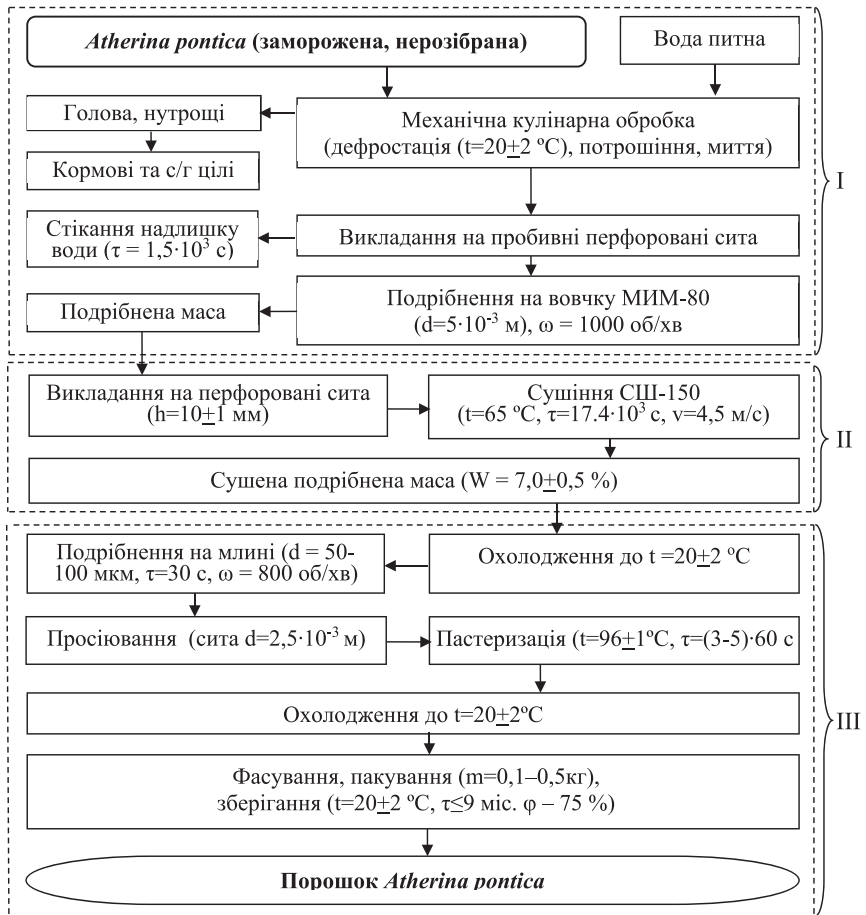 Atherina pontica (заморожена, нерозібрана)
Вода питна
Голова, нутрощі
Механічна кулінарна обробка
(дефростація (t=20±2 ºС), потрошіння, миття)
Кормові та с/г цілі
I
Стікання надлишку
води (τ = 1,5·10³ с)
Викладання на пробивні перфоровані сита
Подрібнена маса
Подрібнення на вовчку МИМ-80
(d=5·10⁻³ м), ω = 1000 об/хв
Викладання на перфоровані сита
(h=10±1 мм)
Сушіння СШ-150
(t=65 ºС, τ=17.4·10³ с, v=4,5 м/с)
II
Сушена подрібнена маса (W = 7,0±0,5 %)
Подрібнення на млині (d = 50-
100 мкм, τ=30 с, ω = 800 об/хв)
Охолодження до t =20±2 ºС
Просіювання (сита d=2,5·10⁻³ м)
Пастеризація (t=96±1ºС, τ=(3-5)·60 с
Охолодження до t=20±2ºС
III
Фасування, пакування (m=0,1–0,5кг),
зберігання (t=20±2 ºС, τ≤9 міс. φ – 75 %)
Порошок Atherina pontica